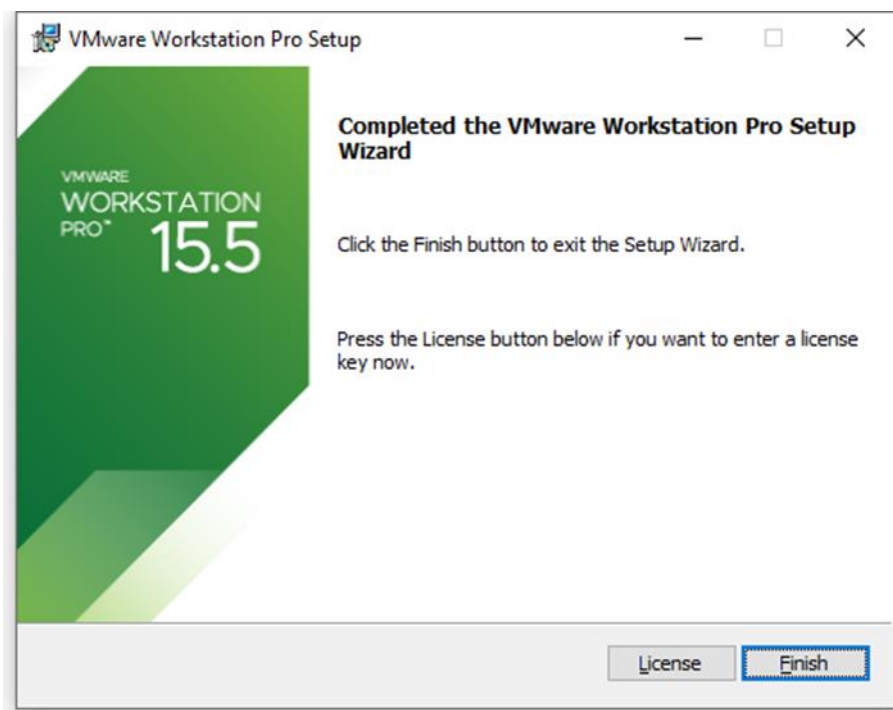 VMware Workstation Pro Setup
VMWARE
WORKSTATION
PRO™ 15.5
Completed the VMware Workstation Pro Setup
Wizard
Click the Finish button to exit the Setup Wizard.
Press the License button below if you want to enter a license
key now.
License
Finish